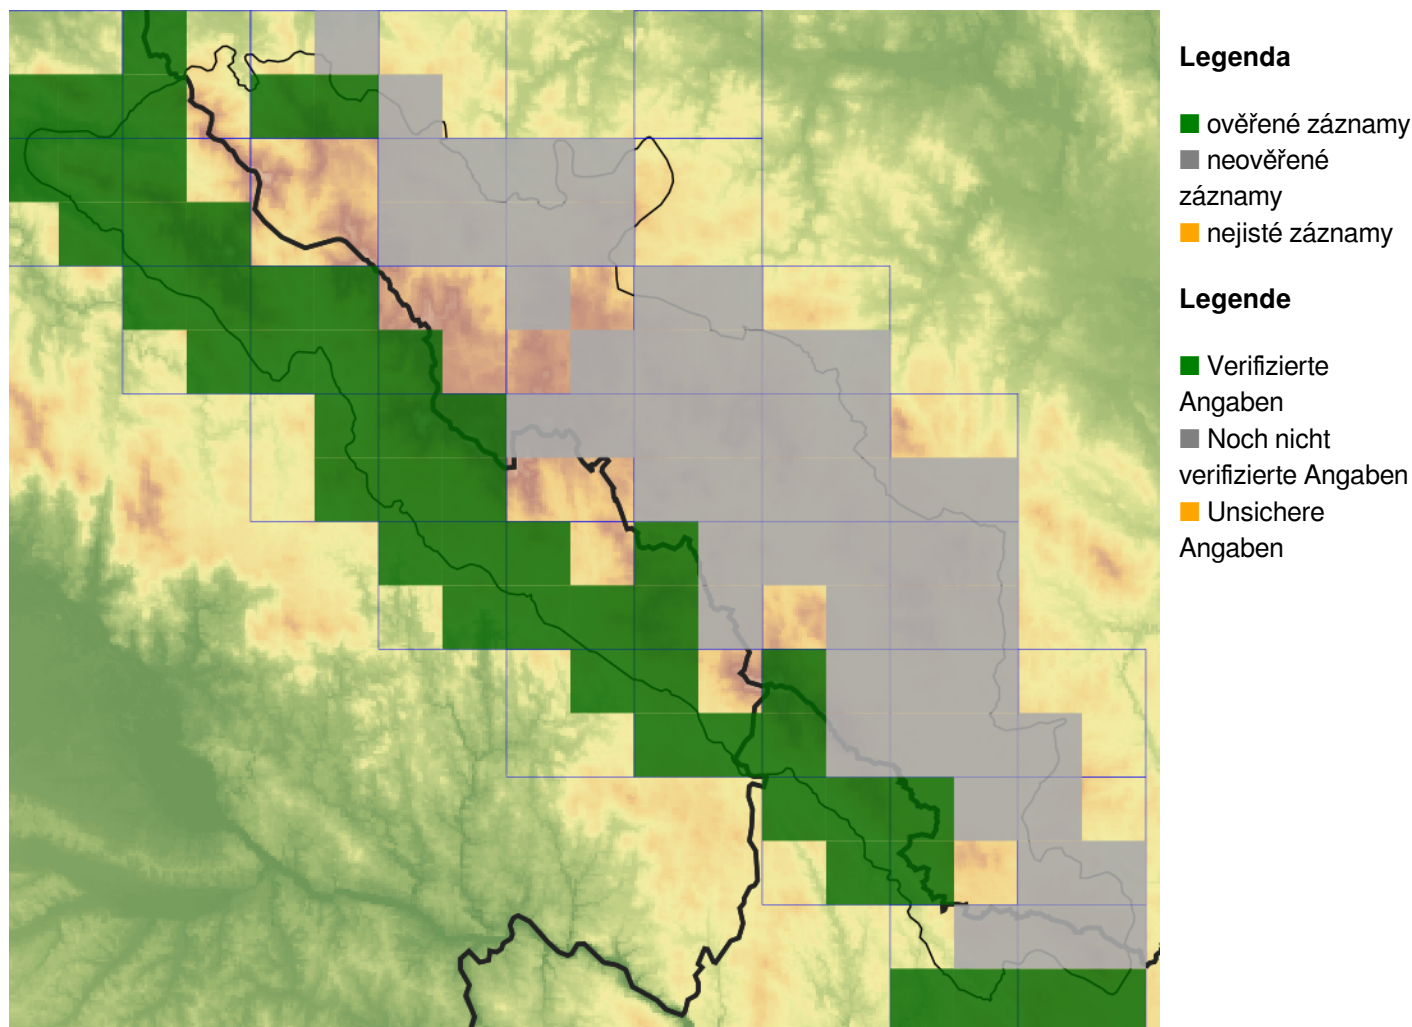 Legenda
ověřené záznamy
neověřené
záznamy
nejisté záznamy
Legende
Verifizierte
Angaben
Noch nicht
verifizierte Angaben
Unsichere
Angaben